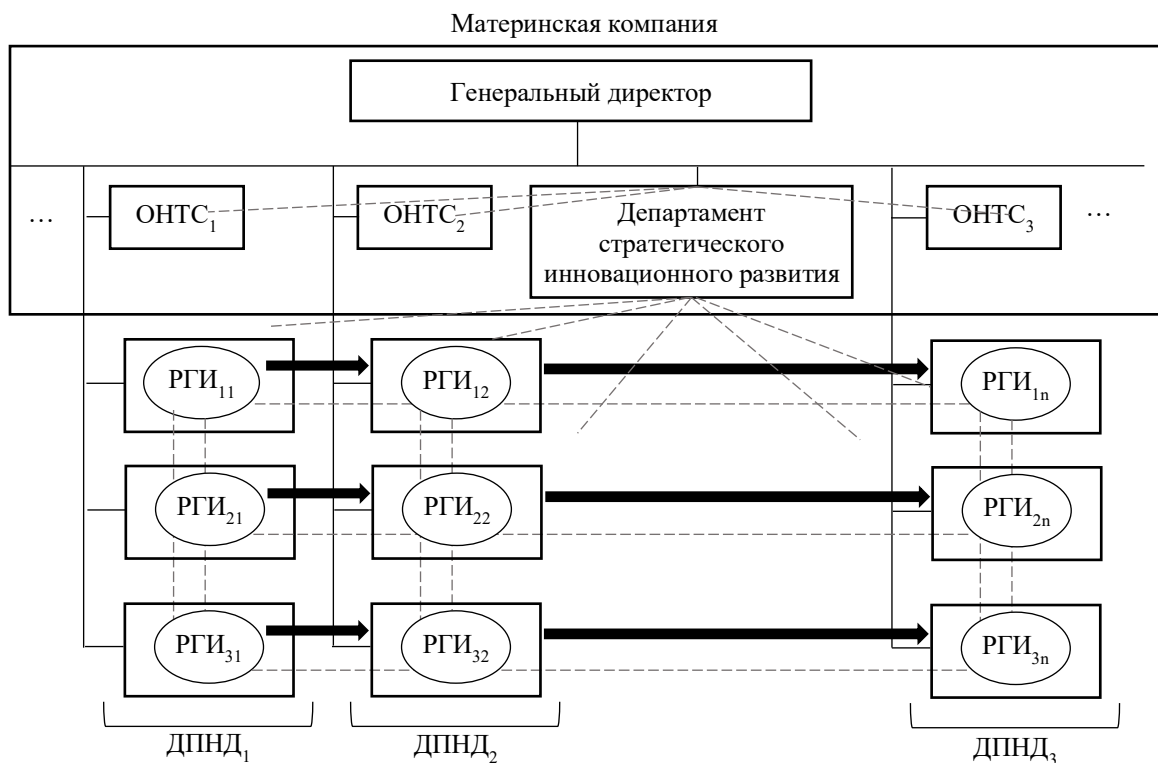 Материнская компания
Генеральный директор
… ОНТС₁ ОНТС₂ Департамент стратегического инновационного развития ОНТС₃ …
РГИ₁₁ РГИ₁₂ РГИ₁ₙ
РГИ₂₁ РГИ₂₂ РГИ₂ₙ
РГИ₃₁ РГИ₃₂ РГИ₃ₙ
ДПНД₁ ДПНД₂ ДПНД₃